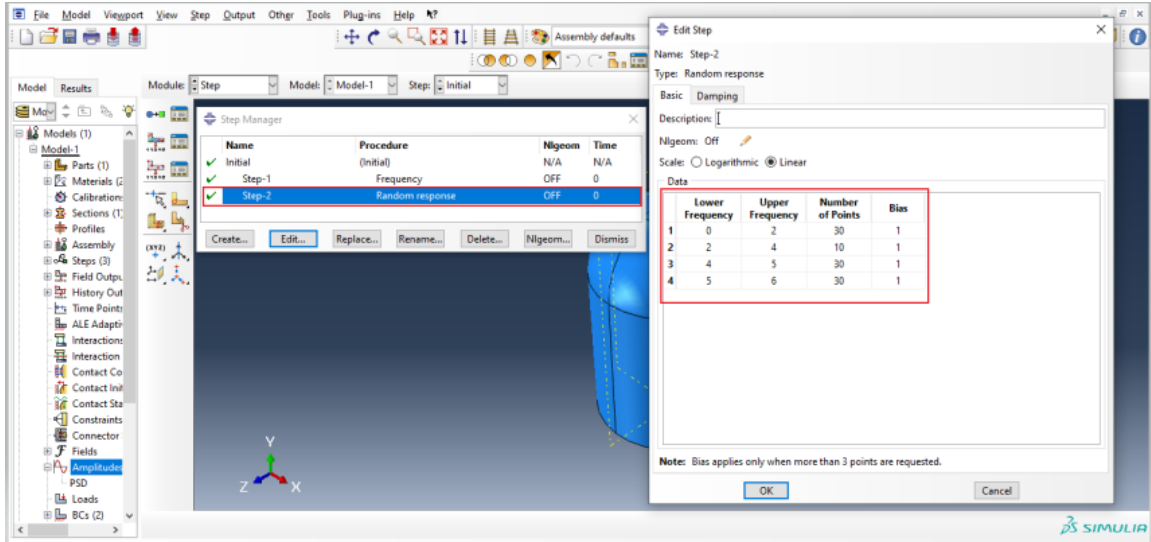 File Model Viewport View Step Output Other Tools Plug-ins Help
Assembly defaults
Model Results
Module: Step Model: Model-1 Step: Initial
Models (1)
Model-1
Parts (1)
Materials (2
Calibrations
Sections (1)
Profiles
Assembly
Steps (3)
Field Outpu
History Out
Time Points
ALE Adaptiv
Interactions
Interaction
Contact Co
Contact Init
Contact Sta
Constraints
Connector
Fields
Amplitudes
PSD
Loads
BCs (2)
(XYZ)
Step Manager
Name Procedure Nlgeom Time
Initial (Initial) N/A N/A
Step-1 Frequency OFF 0
Step-2 Random response OFF 0
Create... Edit... Replace... Rename... Delete... Nlgeom... Dismiss
Y
Z X
Edit Step
Name: Step-2
Type: Random response
Basic Damping
Description:
Nlgeom: Off
Scale: Logarithmic Linear
Data
Lower Frequency Upper Frequency Number of Points Bias
1 0 2 30 1
2 2 4 10 1
3 4 5 30 1
4 5 6 30 1
Note: Bias applies only when more than 3 points are requested.
OK Cancel
SIMULIA